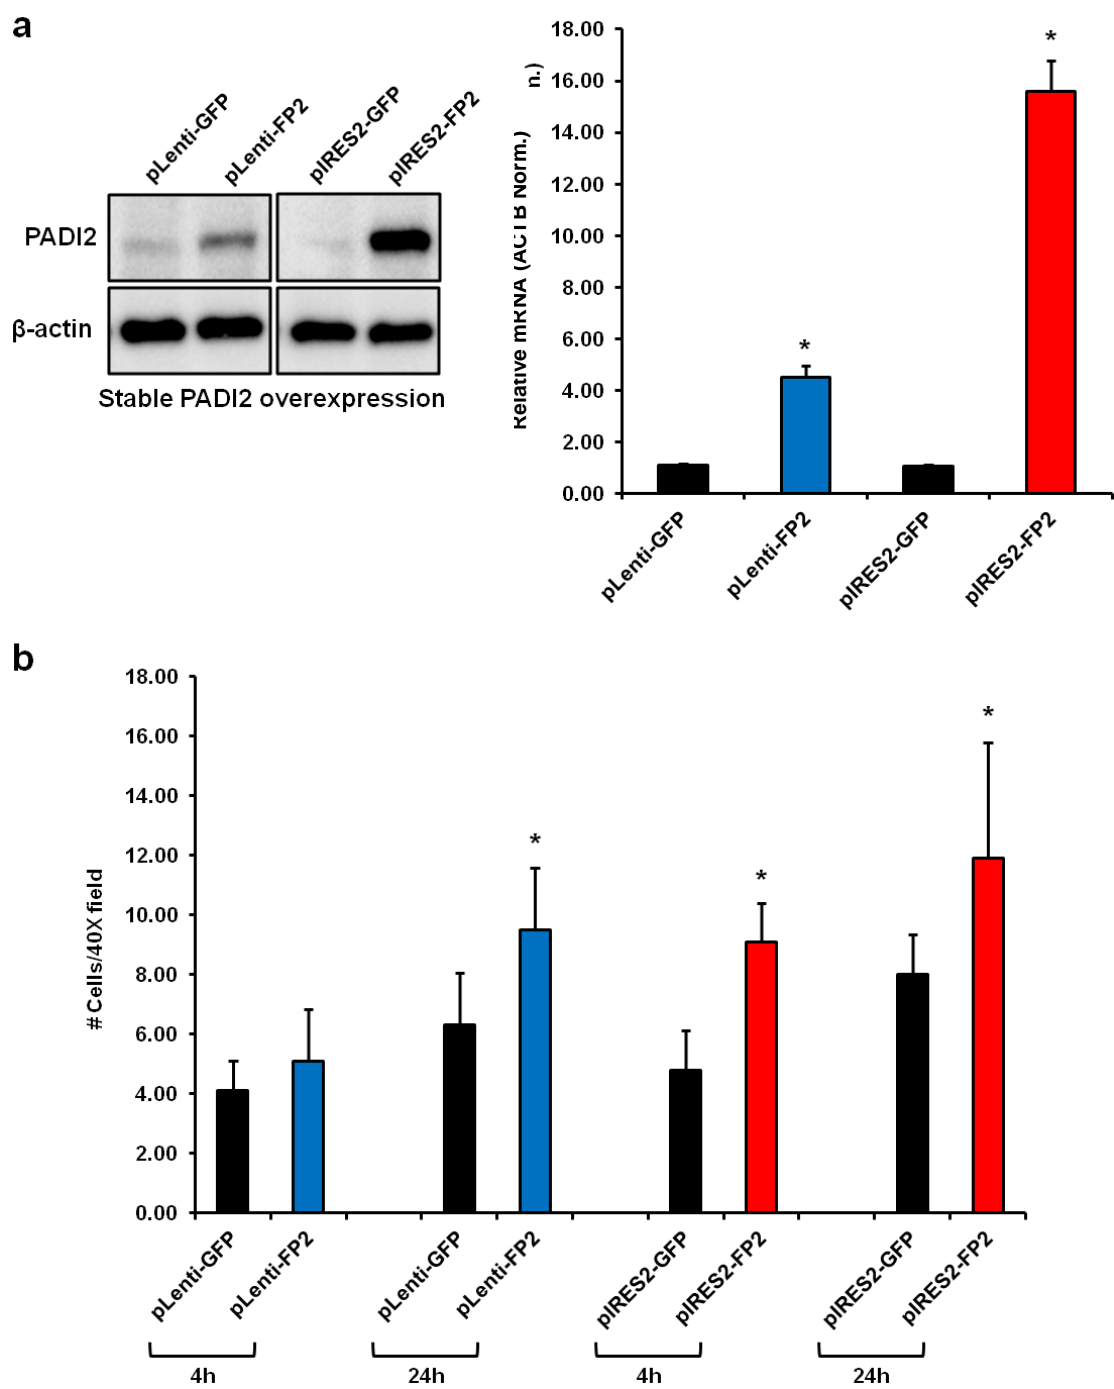 a
pLenti-GFP
pLenti-FP2
pIRES2-GFP
pIRES2-FP2
PADI2
β-actin
Stable PADI2 overexpression
Relative mRNA (ACTB Norm.)
n.)
18.00
16.00
14.00
12.00
10.00
8.00
6.00
4.00
2.00
0.00
*
*
pLenti-GFP
pLenti-FP2
pIRES2-GFP
pIRES2-FP2
b
# Cells/40X field
18.00
16.00
14.00
12.00
10.00
8.00
6.00
4.00
2.00
0.00
*
*
*
pLenti-GFP
pLenti-FP2
pLenti-GFP
pLenti-FP2
pIRES2-GFP
pIRES2-FP2
pIRES2-GFP
pIRES2-FP2
4h
24h
4h
24h